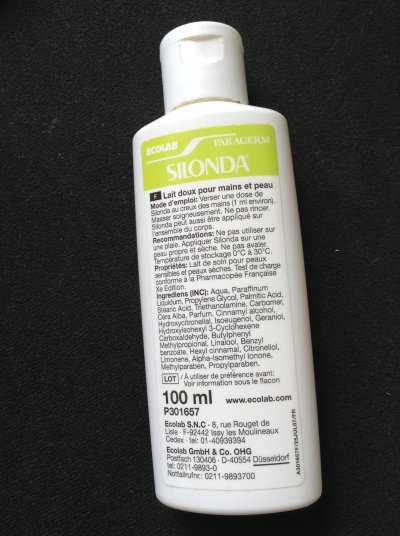 ECOLAB PARAGERM
SILONDA
F Lait doux pour mains et peau
Mode d'emploi: Verser une dose de
Silonda au creux des mains (1 ml environ).
Masser soigneusement. Ne pas rincer.
Silonda peut aussi être appliqué sur
l'ensemble du corps.
Recommandations: Ne pas utiliser sur
une plaie. Appliquer Silonda sur une
peau propre et sèche. Ne pas avaler.
Température de stockage 0°C à 30°C.
Propriétés: Lait de soin pour peaux
sensibles et peaux sèches. Test de charge
conforme à la Pharmacopée Française
Xe Edition.
Ingrediens (INC): Aqua, Paraffinum
Liquidum, Propylene Glycol, Palmitic Acid,
Stearic Acid, Triethanolamine, Carbomer,
Cera Alba, Parfum, Cinnamyl alcohol,
Hydroxycitronellol, Isoeugenol, Geraniol,
Hydroxyisohexyl 3-Cyclohexene
Carboxaldehyde, Butylphenyl
Methylpropional, Linalool, Benzyl
benzoate, Hexyl cinnamal, Citronellol,
Limonene, Alpha-Isomethyl Ionone,
Methylparaben, Propylparaben.
LOT / A utiliser de préférence avant:
Voir information sous le flacon
100 ml www.ecolab.com
P301657
Ecolab S.N.C - 8, rue Rouget de
Lisle - F-92442 Issy les Moulineaux
Cedex - tel: 01-40939394
Ecolab GmbH & Co. OHG
Postfach 130406 - D-40554 Düsseldorf
tel: 0211-9893-0
Notfallrufnr.: 0211-9893700